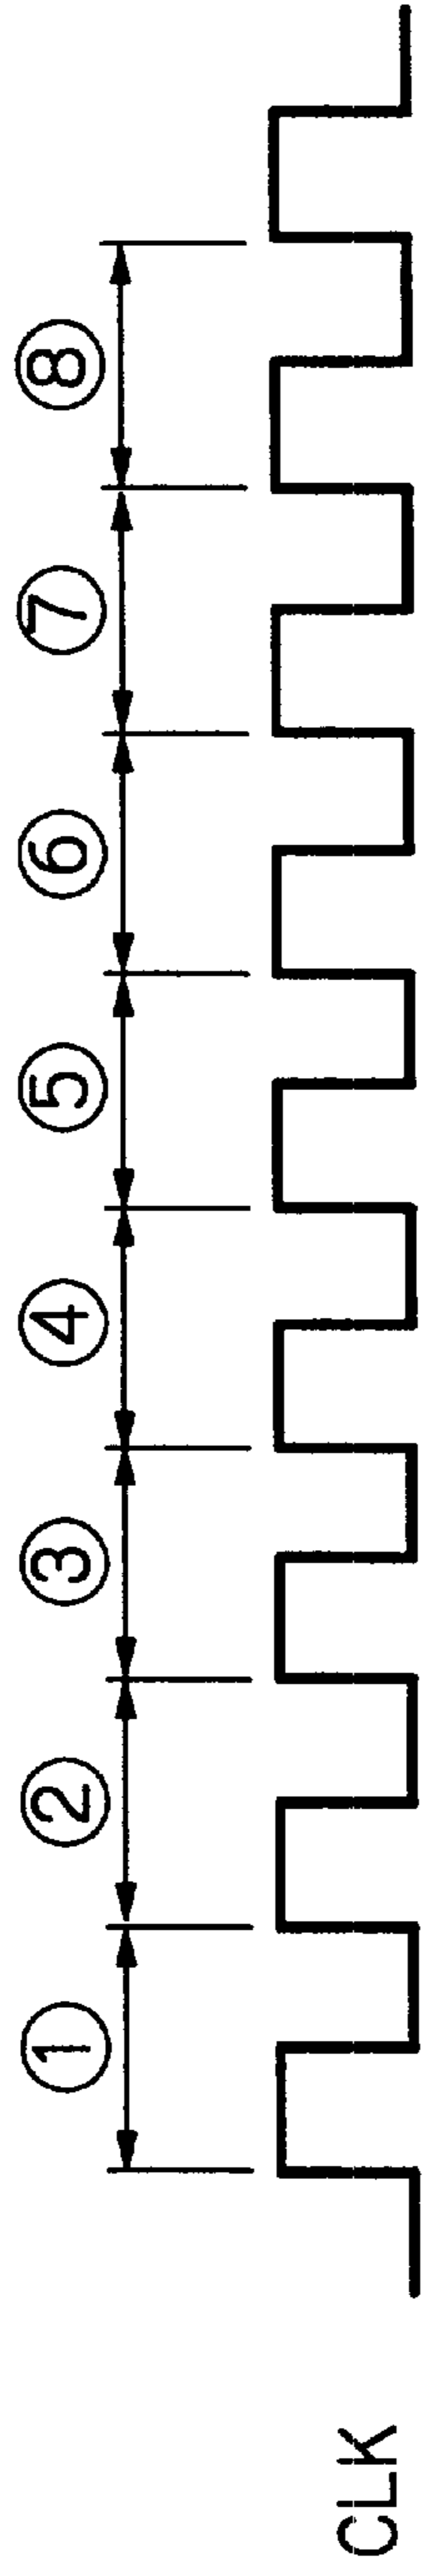 ① ② ③ ④ ⑤ ⑥ ⑦ ⑧
CLK